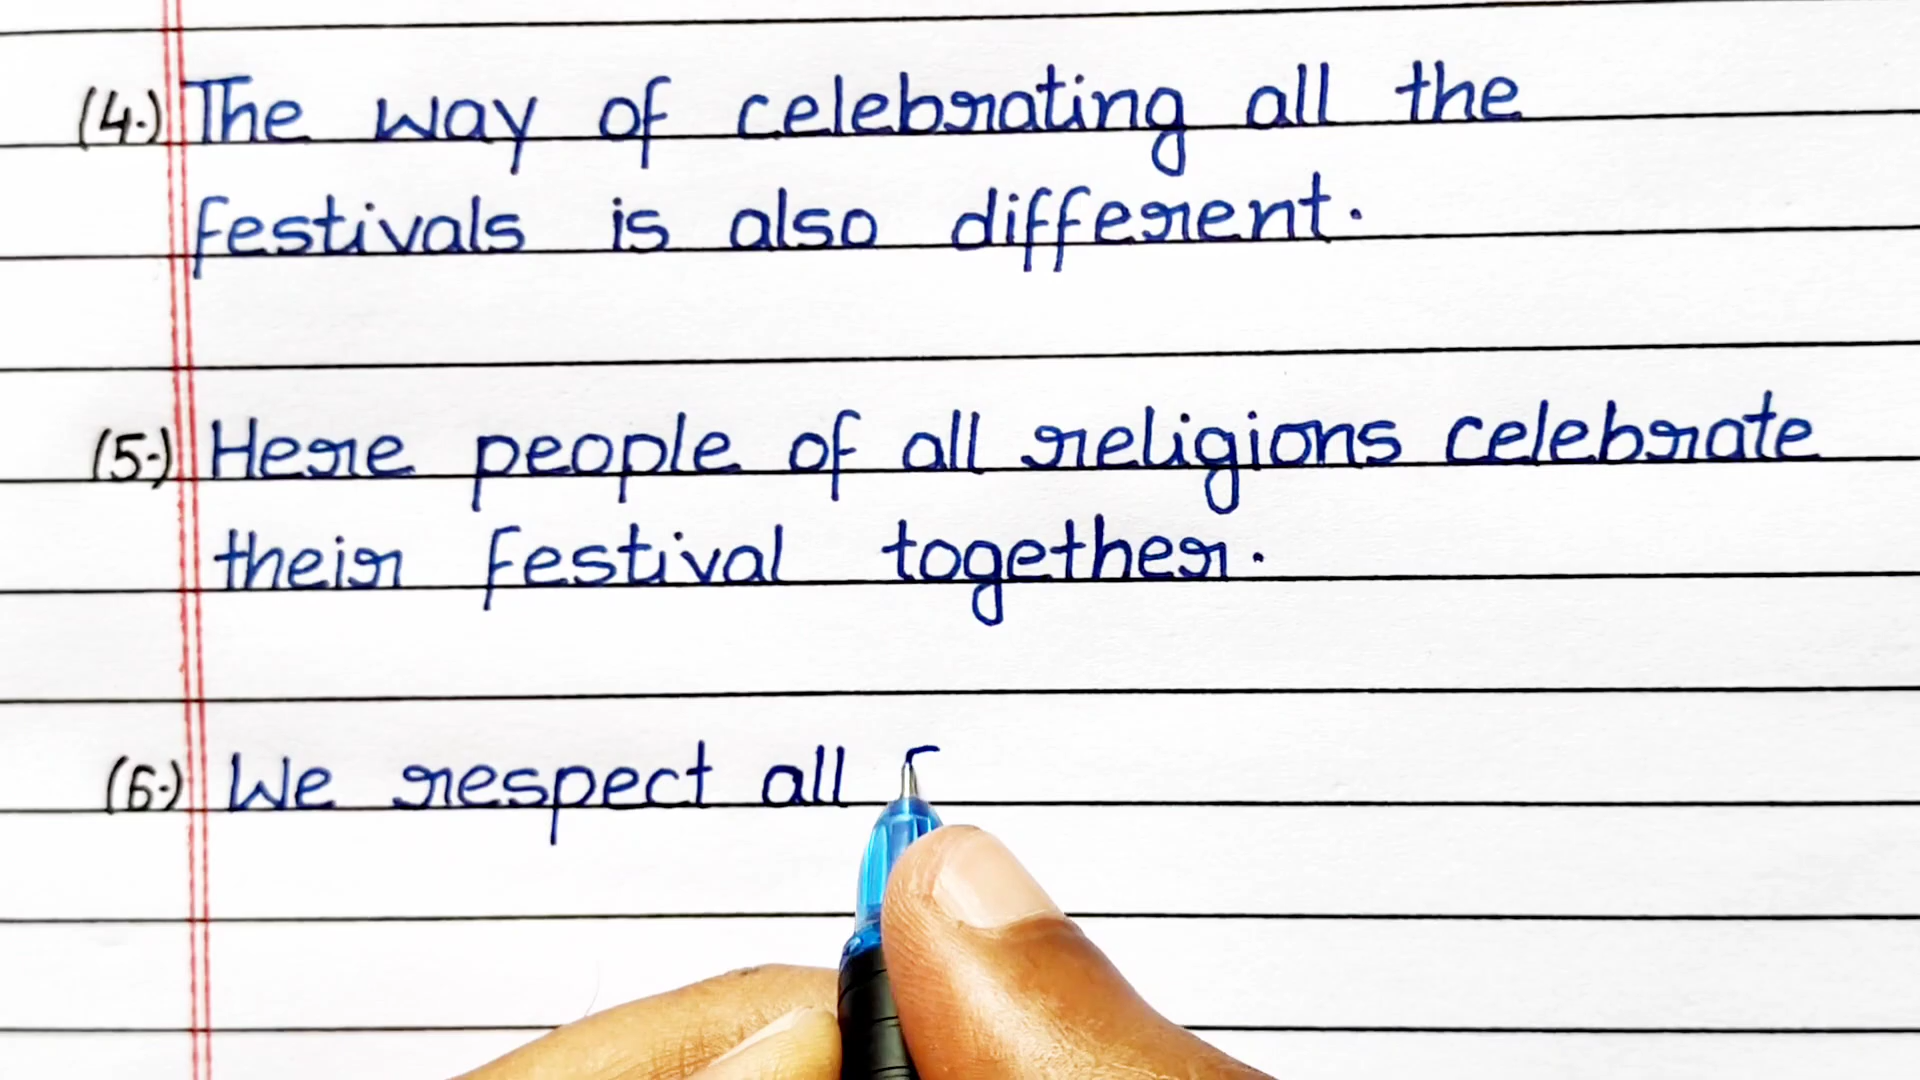 (4.) The way of celebrating all the
festivals is also different.
(5.) Here people of all religions celebrate
their festival together.
(6.) We respect all